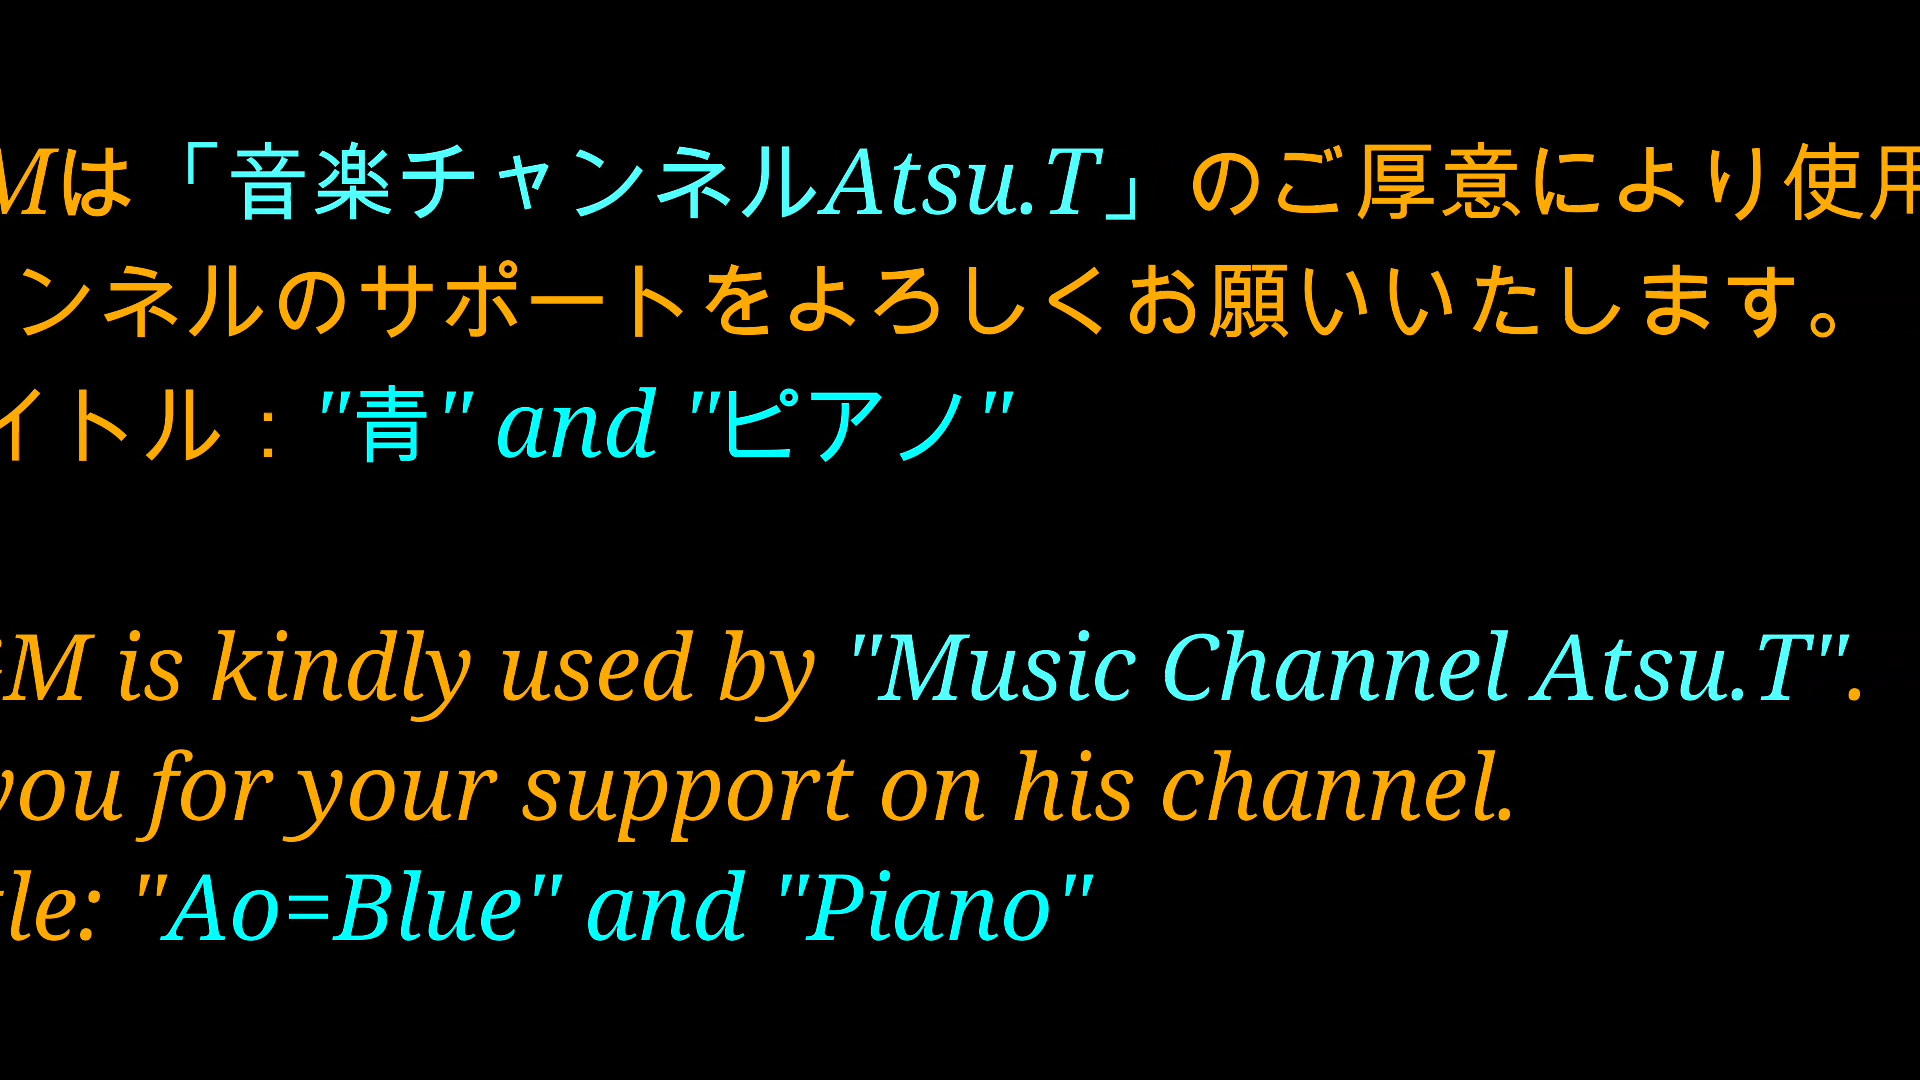 Mは「音楽チャンネルAtsu.T」のご厚意により使用
ンネルのサポートをよろしくお願いいたします。
イトル："青" and "ピアノ"
M is kindly used by "Music Channel Atsu.T".
you for your support on his channel.
tle: "Ao=Blue" and "Piano"